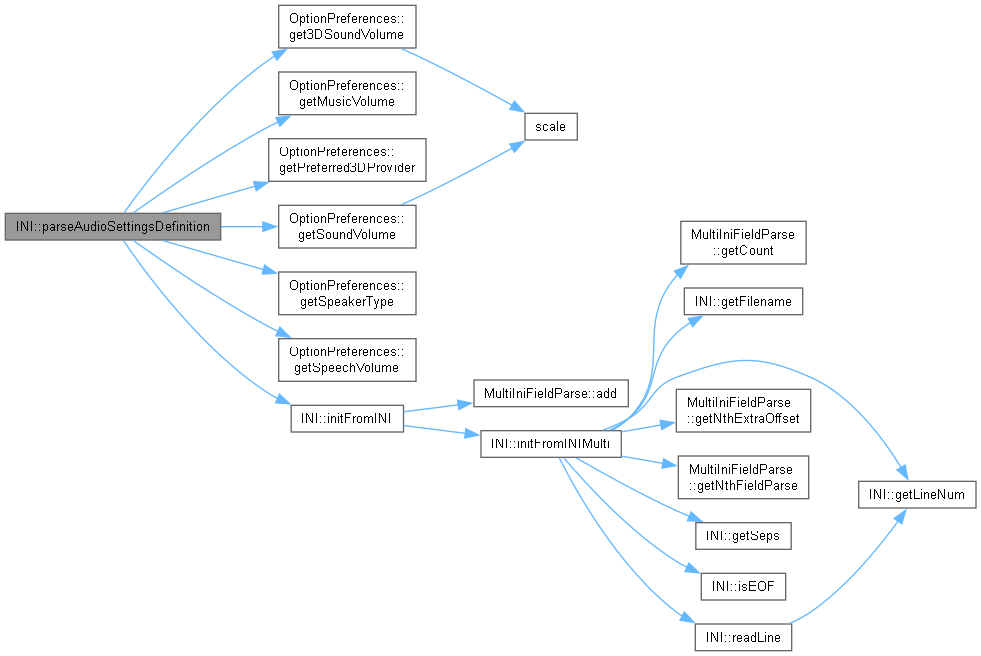 OptionPreferences::
get3DSoundVolume
OptionPreferences::
getMusicVolume
scale
OptionPreferences::
getPreferred3DProvider
INI::parseAudioSettingsDefinition
OptionPreferences::
getSoundVolume
MultiIniFieldParse
::getCount
OptionPreferences::
getSpeakerType
INI::getFilename
OptionPreferences::
getSpeechVolume
MultiIniFieldParse::add
MultiIniFieldParse
::getNthExtraOffset
INI::initFromINI
INI::initFromINIMulti
MultiIniFieldParse
::getNthFieldParse
INI::getLineNum
INI::getSeps
INI::isEOF
INI::readLine